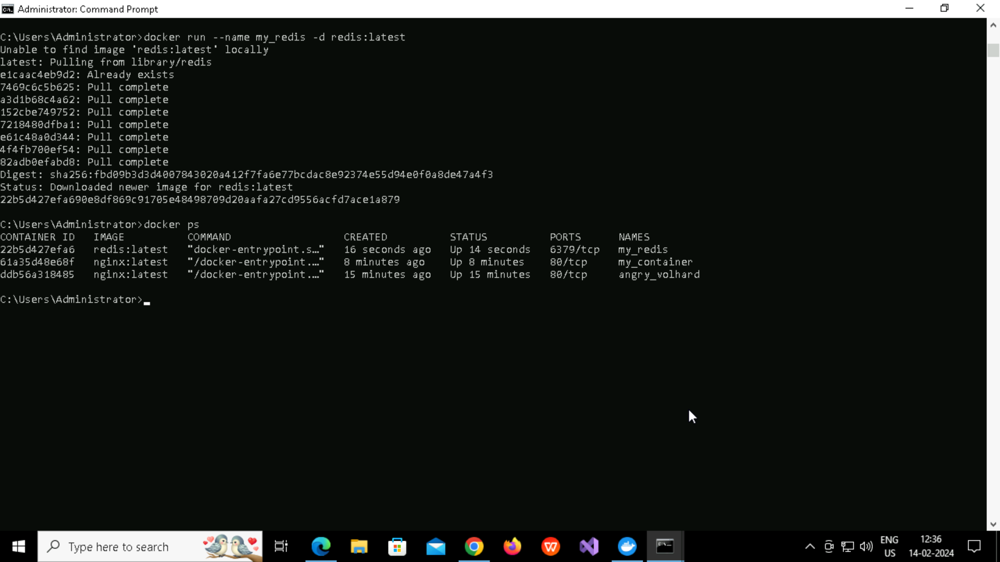 Administrator: Command Prompt
C:\Users\Administrator>docker run --name my_redis -d redis:latest
Unable to find image 'redis:latest' locally
latest: Pulling from library/redis
e1caac4eb9d2: Already exists
7469c6c5b625: Pull complete
a3d1b68c4a62: Pull complete
152cbe749752: Pull complete
7218480dfba1: Pull complete
e61c48a0d344: Pull complete
4f4fb700ef54: Pull complete
82adb0efabd8: Pull complete
Digest: sha256:fbd09b3d3d4007843020a412f7fa6e77bcdac8e92374e55d94e0f0a8de47a4f3
Status: Downloaded newer image for redis:latest
22b5d427efa690e8df869c91705e48498709d20aafa27cd9556acfd7ace1a879
C:\Users\Administrator>docker ps
CONTAINER ID   IMAGE          COMMAND                  CREATED          STATUS          PORTS      NAMES
22b5d427efa6   redis:latest   "docker-entrypoint.s…"   16 seconds ago   Up 14 seconds   6379/tcp   my_redis
61a35d48e68f   nginx:latest   "/docker-entrypoint.…"   8 minutes ago    Up 8 minutes    80/tcp     my_container
ddb56a318485   nginx:latest   "/docker-entrypoint.…"   15 minutes ago   Up 15 minutes   80/tcp     angry_volhard
C:\Users\Administrator>
Type here to search
ENG
US
12:36
14-02-2024